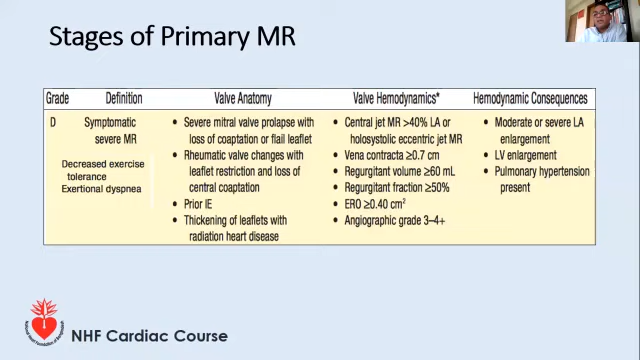 Stages of Primary MR
Grade Definition Valve Anatomy Valve Hemodynamics* Hemodynamic Consequences
D Symptomatic severe MR
Decreased exercise tolerance
Exertional dyspnea
• Severe mitral valve prolapse with
loss of coaptation or flail leaflet
• Rheumatic valve changes with
leaflet restriction and loss of
central coaptation
• Prior IE
• Thickening of leaflets with
radiation heart disease
• Central jet MR >40% LA or
holosystolic eccentric jet MR
• Vena contracta ≥0.7 cm
• Regurgitant volume ≥60 mL
• Regurgitant fraction ≥50%
• ERO ≥0.40 cm²
• Angiographic grade 3–4+
• Moderate or severe LA
enlargement
• LV enlargement
• Pulmonary hypertension
present
NHF Cardiac Course